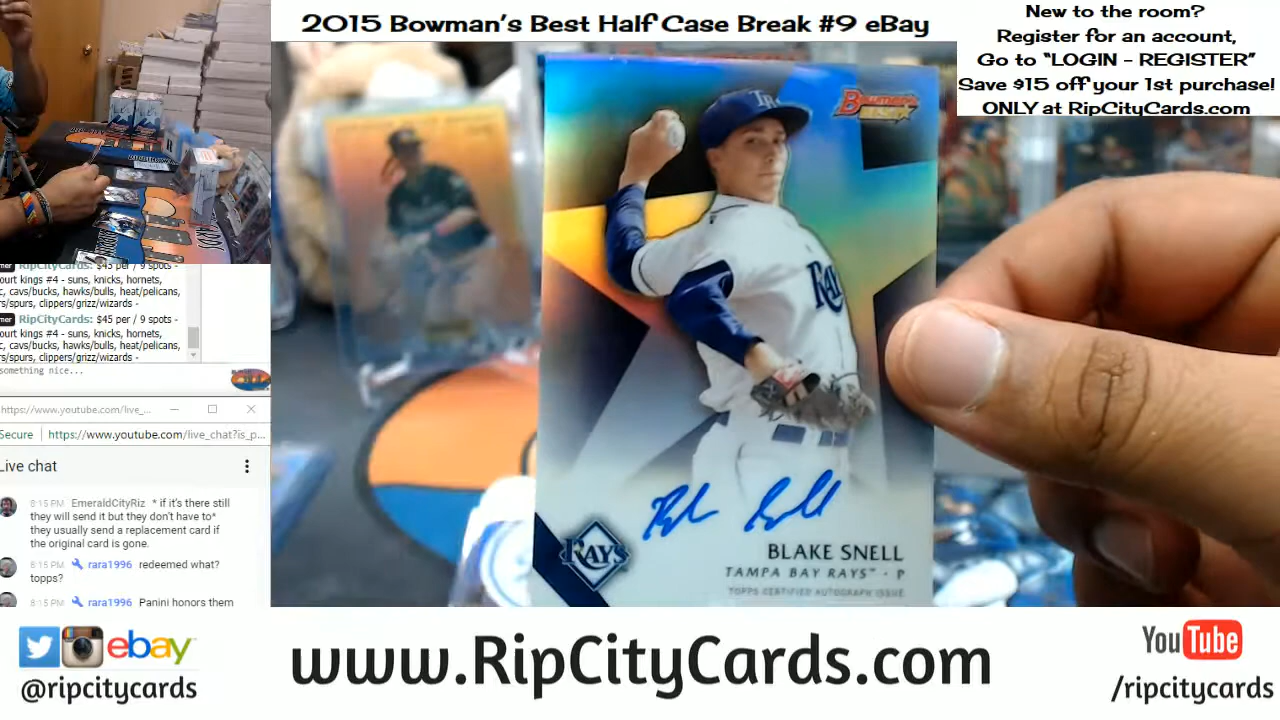 2015 Bowman's Best Half Case Break #9 eBay
New to the room?
Register for an account,
Go to "LOGIN - REGISTER"
Save $15 off your 1st purchase!
ONLY at RipCityCards.com
BOWMAN'S
BEST
RAYS
RAYS
BLAKE SNELL
TAMPA BAY RAYS™ · P
TOPPS CERTIFIED AUTOGRAPH ISSUE
RipCityCards: $45 per / 9 spots -
ourt kings #4 - suns, knicks, hornets,
c, cavs/bucks, hawks/bulls, heat/pelicans,
s/spurs, clippers/grizz/wizards -
mer RipCityCards: $45 per / 9 spots -
ourt kings #4 - suns, knicks, hornets,
c, cavs/bucks, hawks/bulls, heat/pelicans,
s/spurs, clippers/grizz/wizards -
something nice...
https://www.youtube.com/live_...
Secure https://www.youtube.com/live_chat?is_p...
Live chat
8:15 PM EmeraldCityRiz * if it's there still
they will send it but they don't have to*
they usually send a replacement card if
the original card is gone.
8:15 PM rara1996 redeemed what?
topps?
8:15 PM rara1996 Panini honors them
ebay
@ripcitycards
www.RipCityCards.com
YouTube
/ripcitycards